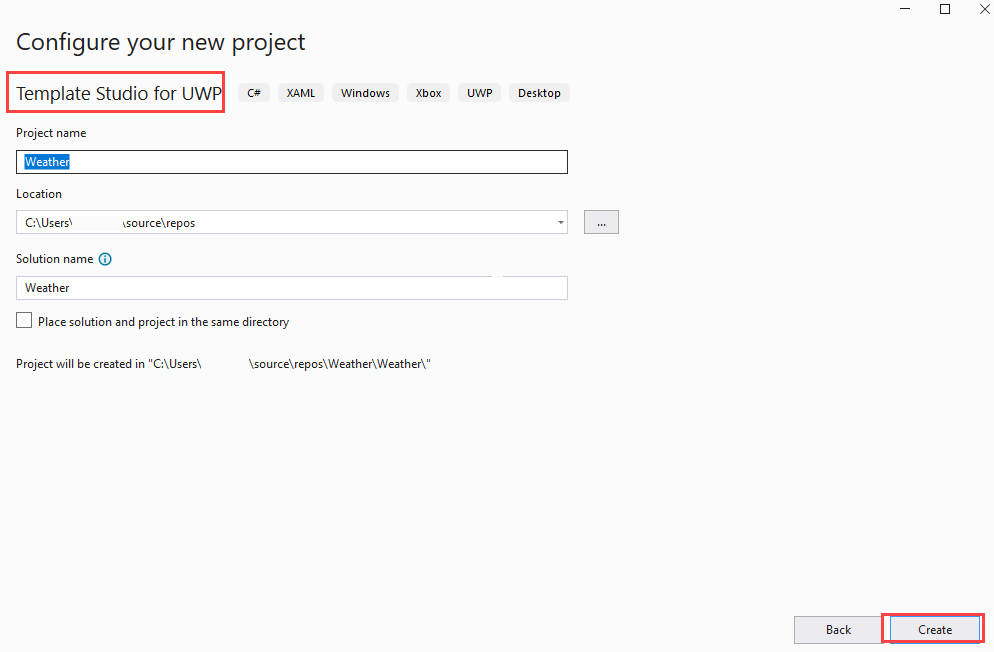 Configure your new project
Template Studio for UWP C# XAML Windows Xbox UWP Desktop
Project name
Weather
Location
C:\Users\ \source\repos ...
Solution name
Weather
Place solution and project in the same directory
Project will be created in "C:\Users\ \source\repos\Weather\Weather\"
Back Create